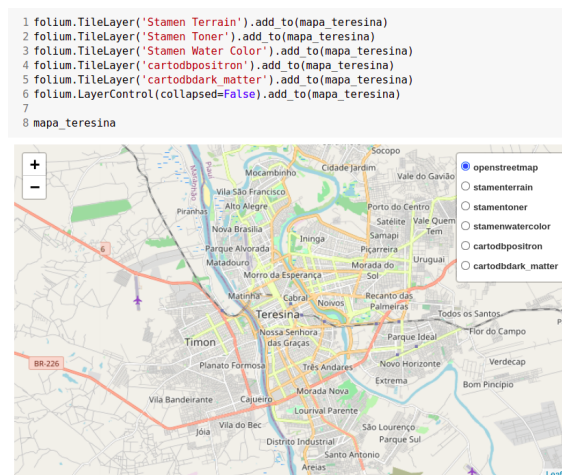 1 folium.TileLayer('Stamen Terrain').add_to(mapa_teresina)
2 folium.TileLayer('Stamen Toner').add_to(mapa_teresina)
3 folium.TileLayer('Stamen Water Color').add_to(mapa_teresina)
4 folium.TileLayer('cartodbpositron').add_to(mapa_teresina)
5 folium.TileLayer('cartodbdark_matter').add_to(mapa_teresina)
6 folium.LayerControl(collapsed=False).add_to(mapa_teresina)
7
8 mapa_teresina
+
−
openstreetmap
stamenterrain
stamentoner
stamenwatercolor
cartodbpositron
cartodbdark_matter
Socopo
Cidade Jardim
Mocambinho
Vale do Gavião
Piauí
Maranhão
Vila São Francisco
Alto Alegre
Piranhas
Porto do Centro
Satélite
Vale Quem
Tem
Nova Brasília
Samapi
Ininga
Parque Alvorada
Piçarreira
6
Matadouro
Uruguai
Morada do
Sol
Morro da Esperança
Matinha
Cabral
Noivos
Recanto das
Palmeiras
Teresina
Todos os Santos
Nossa Senhora
das Graças
Flor do Campo
Timon
Parque Ideal
BR-226
Platano Formosa
Três Andares
Novo Horizonte
Verdecap
Extrema
Bom Princípio
Morada Nova
Vila Bandeirante
Cajueiro
Lourival Parente
Vila do Bec
Jóia
São Lourenço
Parque Sul
Distrito Industrial
Santo Antonio
Areias
Leaf